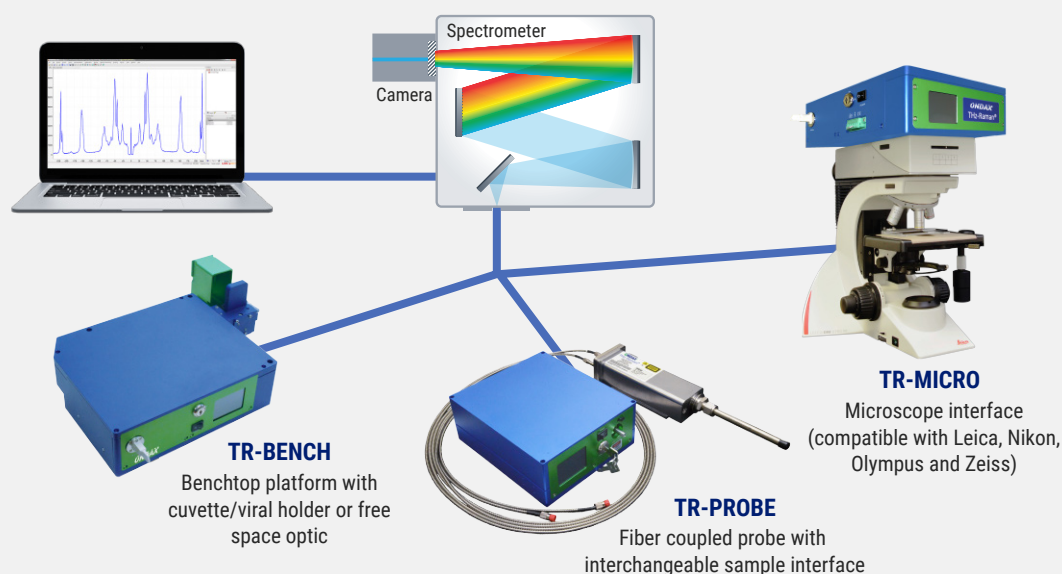 Spectrometer
Camera
ONDAX
THz-Raman®
ONDAX
TR-BENCH
Benchtop platform with
cuvette/viral holder or free
space optic
TR-PROBE
Fiber coupled probe with
interchangeable sample interface
TR-MICRO
Microscope interface
(compatible with Leica, Nikon,
Olympus and Zeiss)